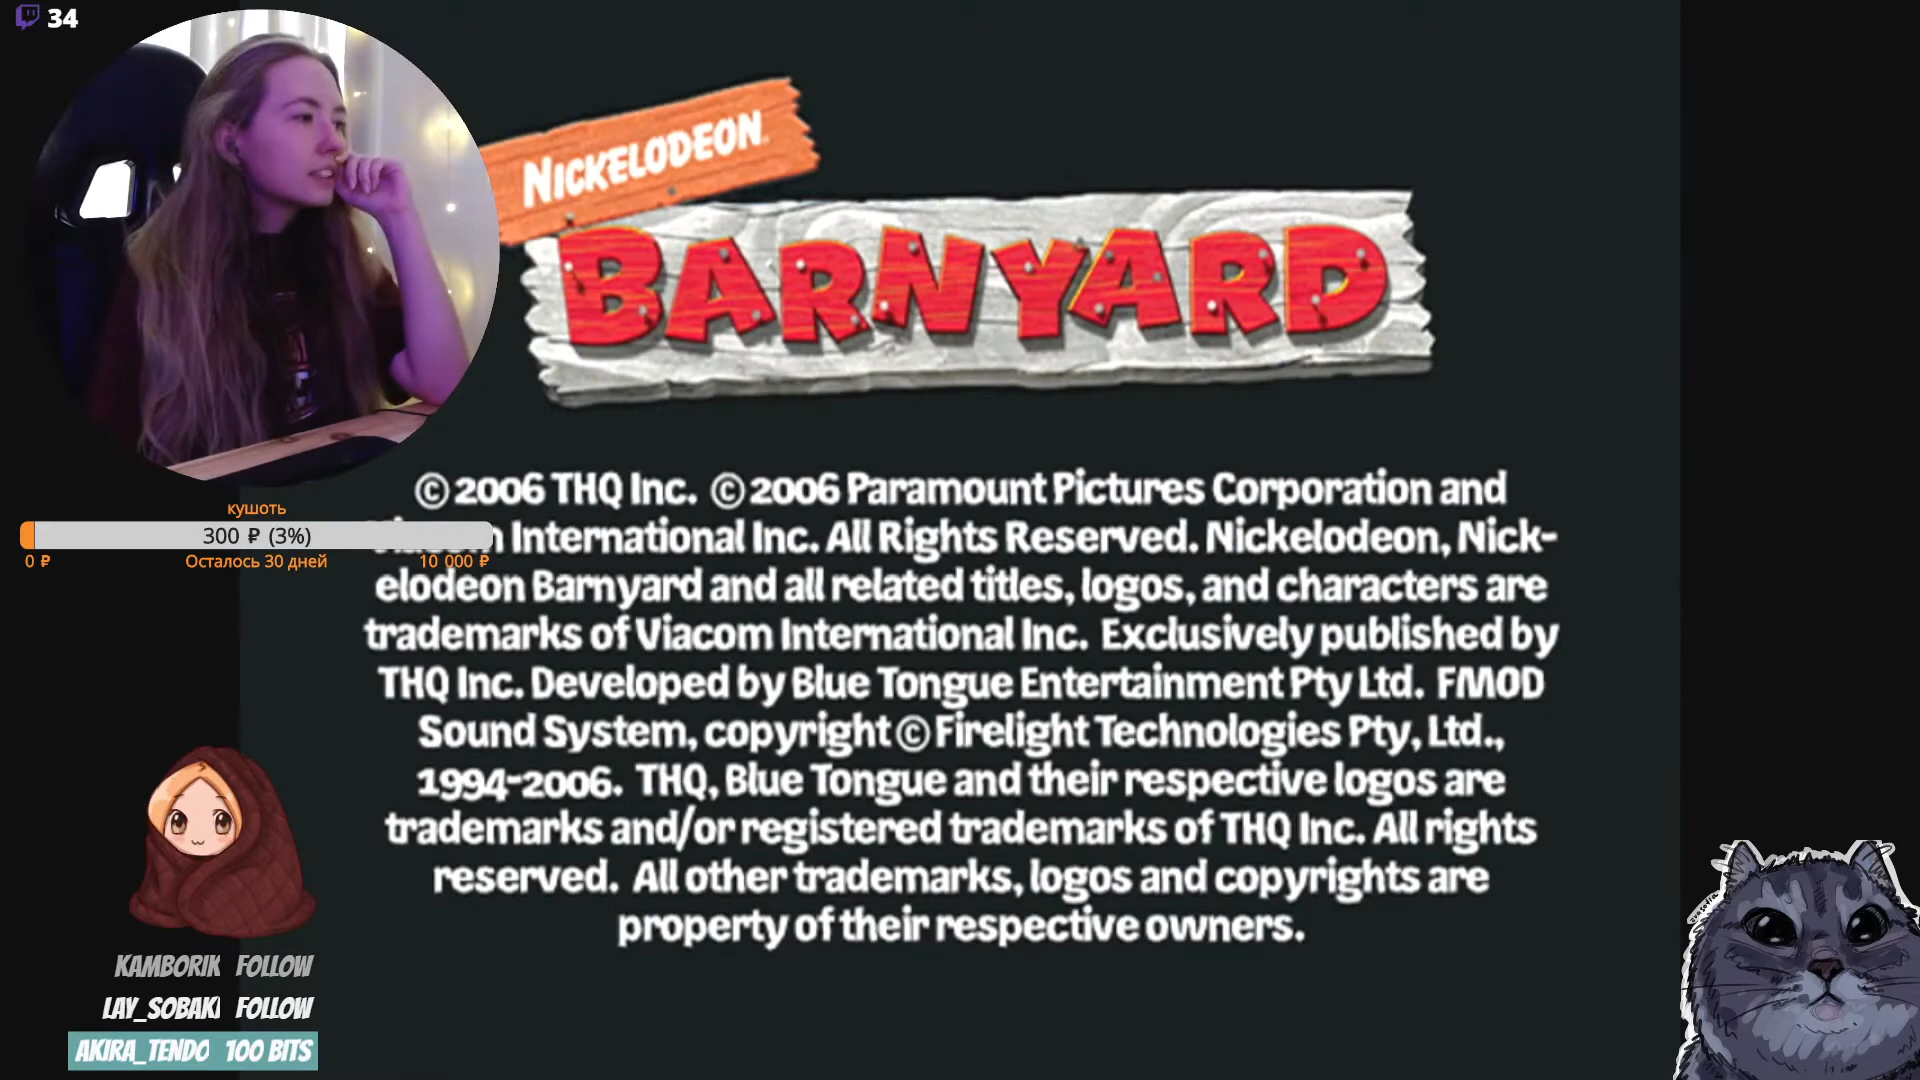 34
NICKELODEON
BARNYARD
© 2006 THQ Inc. © 2006 Paramount Pictures Corporation and
International Inc. All Rights Reserved. Nickelodeon, Nick-
elodeon Barnyard and all related titles, logos, and characters are
trademarks of Viacom International Inc. Exclusively published by
THQ Inc. Developed by Blue Tongue Entertainment Pty Ltd. FMOD
Sound System, copyright © Firelight Technologies Pty, Ltd.,
1994-2006. THQ, Blue Tongue and their respective logos are
trademarks and/or registered trademarks of THQ Inc. All rights
reserved. All other trademarks, logos and copyrights are
property of their respective owners.
кушоть
300 ₽ (3%)
0 ₽ Осталось 30 дней 10 000 ₽
KAMBORIK FOLLOW
LAY_SOBAKI FOLLOW
AKIRA_TENDO 100 BITS